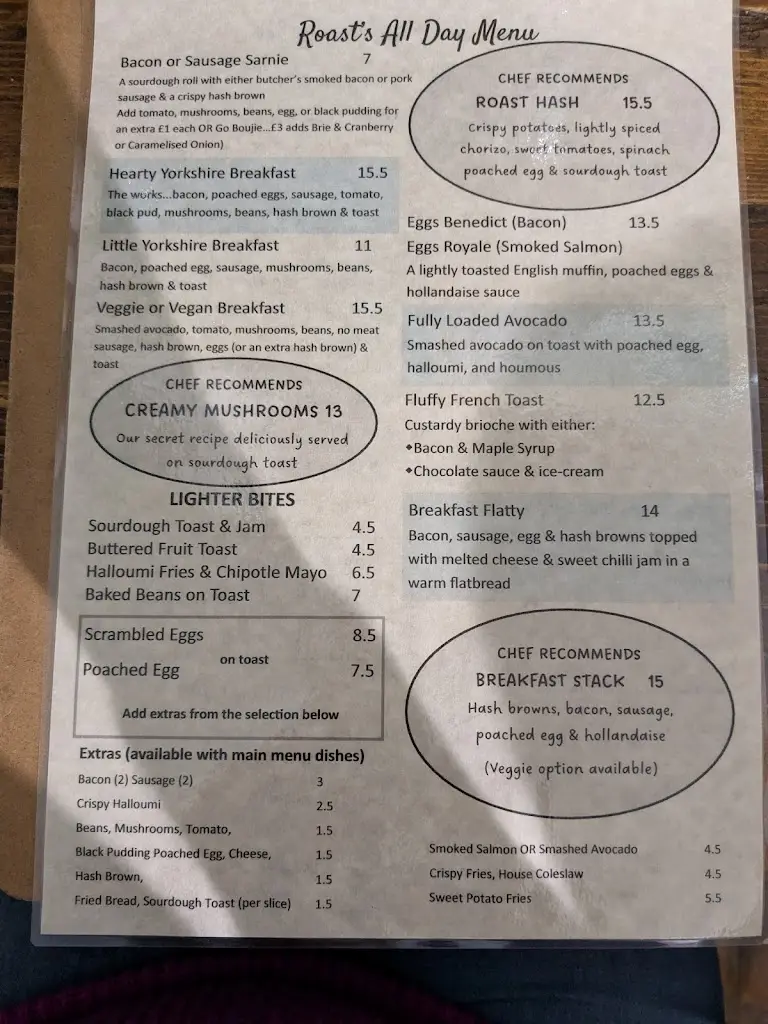 Roast's All Day Menu
Bacon or Sausage Sarnie 7
A sourdough roll with either butcher's smoked bacon or pork
sausage & a crispy hash brown
Add tomato, mushrooms, beans, egg, or black pudding for
an extra £1 each OR Go Boujie...£3 adds Brie & Cranberry
or Caramelised Onion)
Hearty Yorkshire Breakfast 15.5
The works...bacon, poached eggs, sausage, tomato,
black pud, mushrooms, beans, hash brown & toast
Little Yorkshire Breakfast 11
Bacon, poached egg, sausage, mushrooms, beans,
hash brown & toast
Veggie or Vegan Breakfast 15.5
Smashed avocado, tomato, mushrooms, beans, no meat
sausage, hash brown, eggs (or an extra hash brown) &
toast
CHEF RECOMMENDS
CREAMY MUSHROOMS 13
Our secret recipe deliciously served
on sourdough toast
LIGHTER BITES
Sourdough Toast & Jam 4.5
Buttered Fruit Toast 4.5
Halloumi Fries & Chipotle Mayo 6.5
Baked Beans on Toast 7
Scrambled Eggs 8.5
on toast
Poached Egg 7.5
Add extras from the selection below
Extras (available with main menu dishes)
Bacon (2) Sausage (2) 3
Crispy Halloumi 2.5
Beans, Mushrooms, Tomato, 1.5
Black Pudding Poached Egg, Cheese, 1.5
Hash Brown, 1.5
Fried Bread, Sourdough Toast (per slice) 1.5
CHEF RECOMMENDS
ROAST HASH 15.5
Crispy potatoes, lightly spiced
chorizo, sweet tomatoes, spinach
poached egg & sourdough toast
Eggs Benedict (Bacon) 13.5
Eggs Royale (Smoked Salmon)
A lightly toasted English muffin, poached eggs &
hollandaise sauce
Fully Loaded Avocado 13.5
Smashed avocado on toast with poached egg,
halloumi, and houmous
Fluffy French Toast 12.5
Custardy brioche with either:
❖Bacon & Maple Syrup
❖Chocolate sauce & ice-cream
Breakfast Flatty 14
Bacon, sausage, egg & hash browns topped
with melted cheese & sweet chilli jam in a
warm flatbread
CHEF RECOMMENDS
BREAKFAST STACK 15
Hash browns, bacon, sausage,
poached egg & hollandaise
(Veggie option available)
Smoked Salmon OR Smashed Avocado 4.5
Crispy Fries, House Coleslaw 4.5
Sweet Potato Fries 5.5